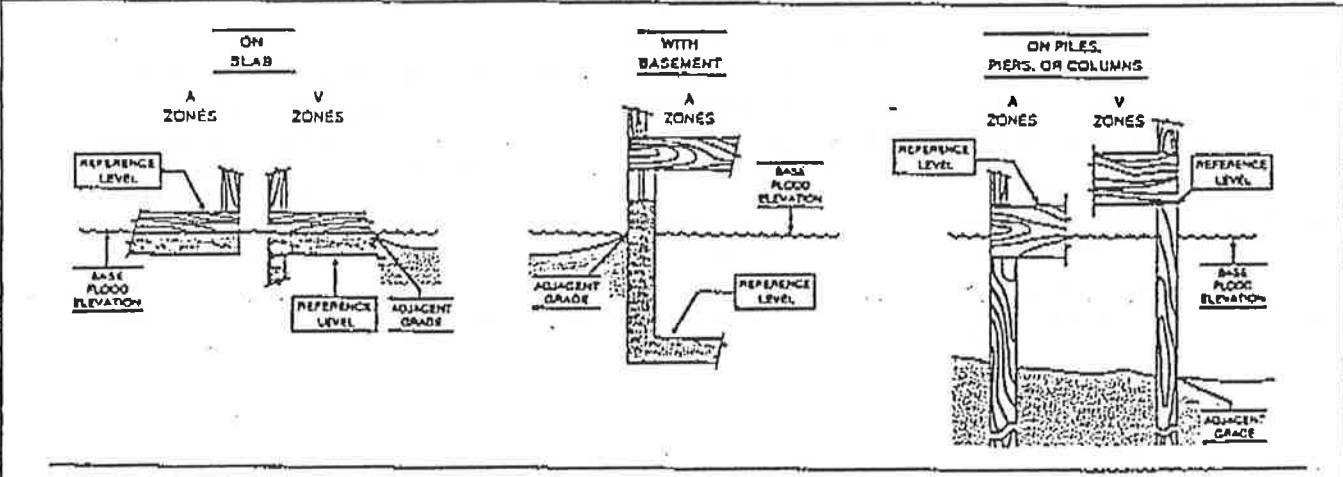 ON
SLAB
A
ZONES
V
ZONES
REFERENCE
LEVEL
BASE
FLOOD
ELEVATION
REFERENCE
LEVEL
ADJACENT
GRADE
WITH
BASEMENT
A
ZONES
BASE
FLOOD
ELEVATION
ADJACENT
GRADE
REFERENCE
LEVEL
ON PILES,
PIERS, OR COLUMNS
A
ZONES
V
ZONES
REFERENCE
LEVEL
REFERENCE
LEVEL
BASE
FLOOD
ELEVATION
ADJACENT
GRADE